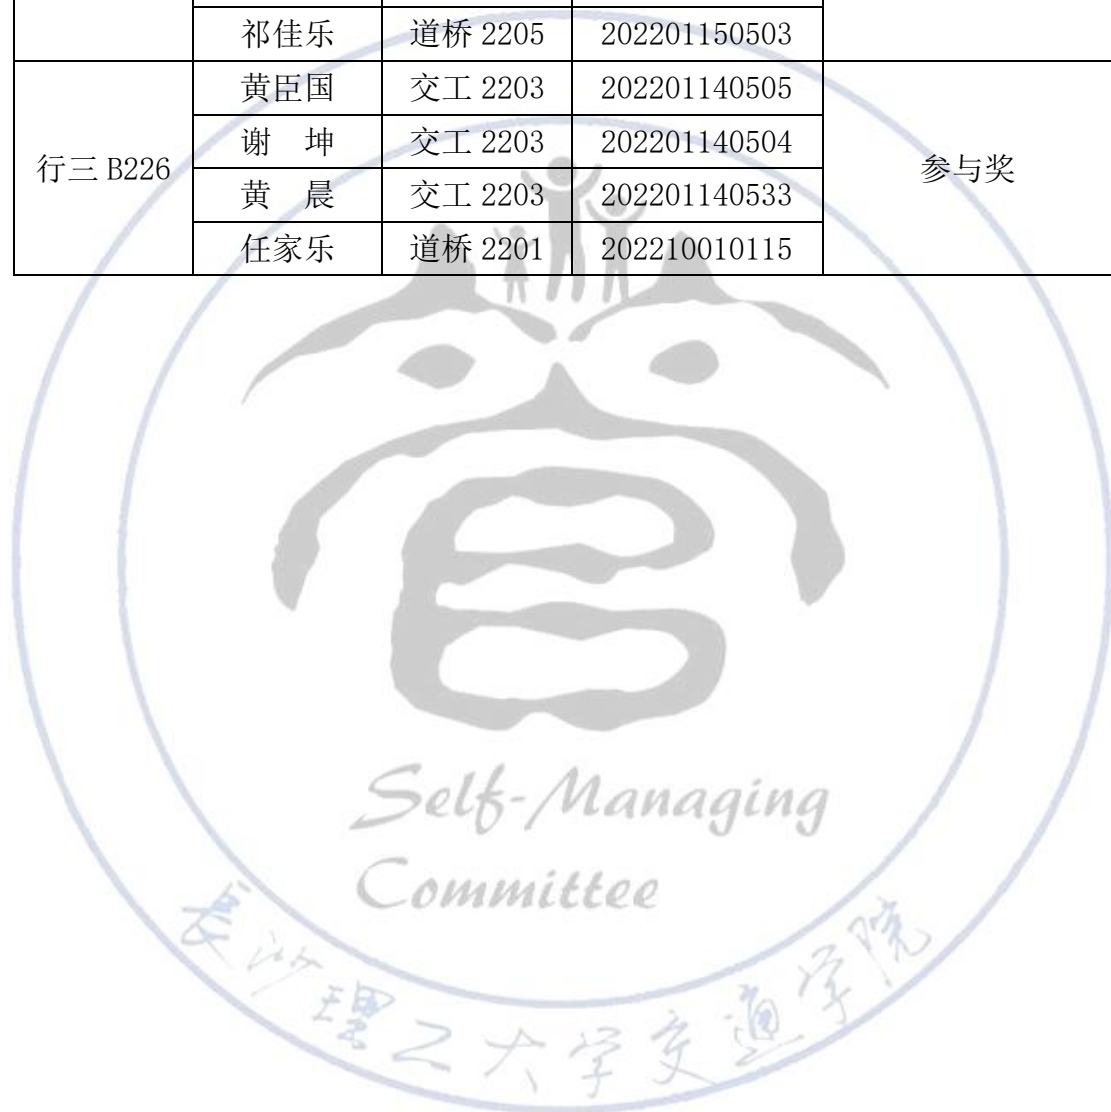 祁佳乐 道桥 2205 202201150503
黄臣国 交工 2203 202201140505
谢　坤 交工 2203 202201140504
行三 B226 参与奖
黄　晨 交工 2203 202201140533
任家乐 道桥 2201 202210010115
Self-Managing
Committee
長沙理工大学交通学院